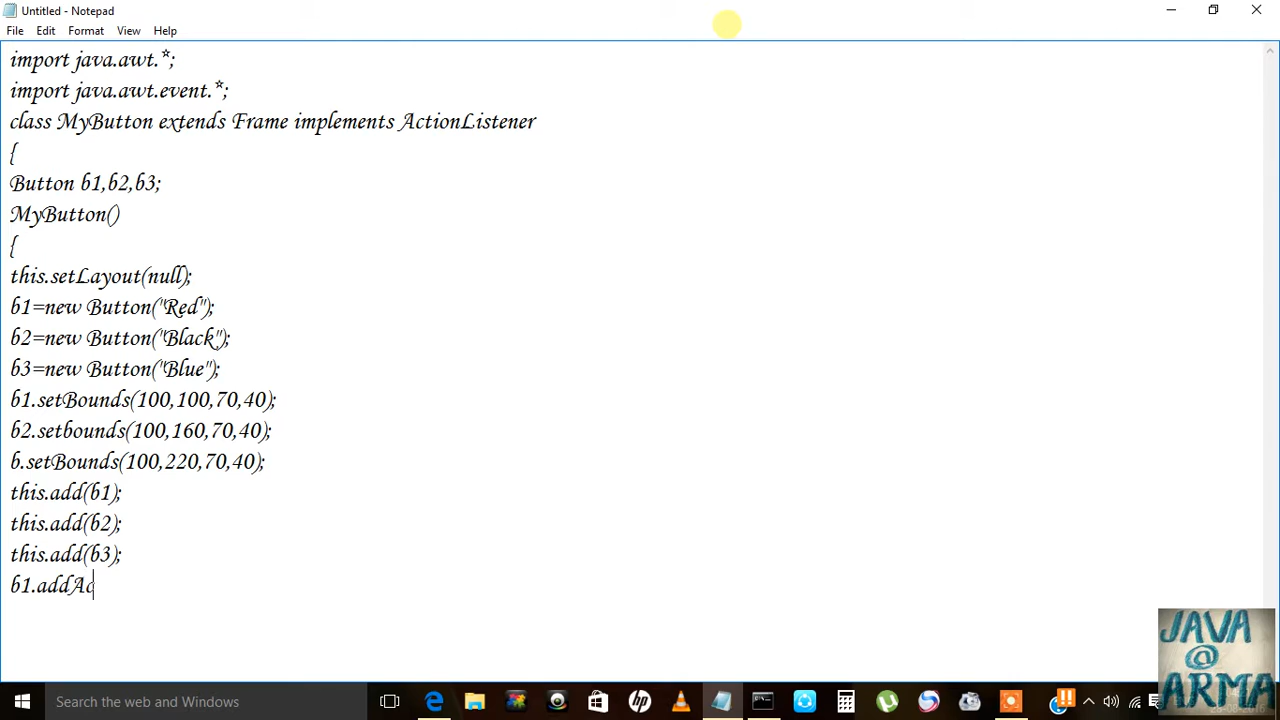 Untitled - Notepad
File Edit Format View Help
import java.awt.*;
import java.awt.event.*;
class MyButton extends Frame implements ActionListener
{
Button b1,b2,b3;
MyButton()
{
this.setLayout(null);
b1=new Button("Red");
b2=new Button("Black");
b3=new Button("Blue");
b1.setBounds(100,100,70,40);
b2.setbounds(100,160,70,40);
b.setBounds(100,220,70,40);
this.add(b1);
this.add(b2);
this.add(b3);
b1.addAc
JAVA
@
ARMA
Search the web and Windows